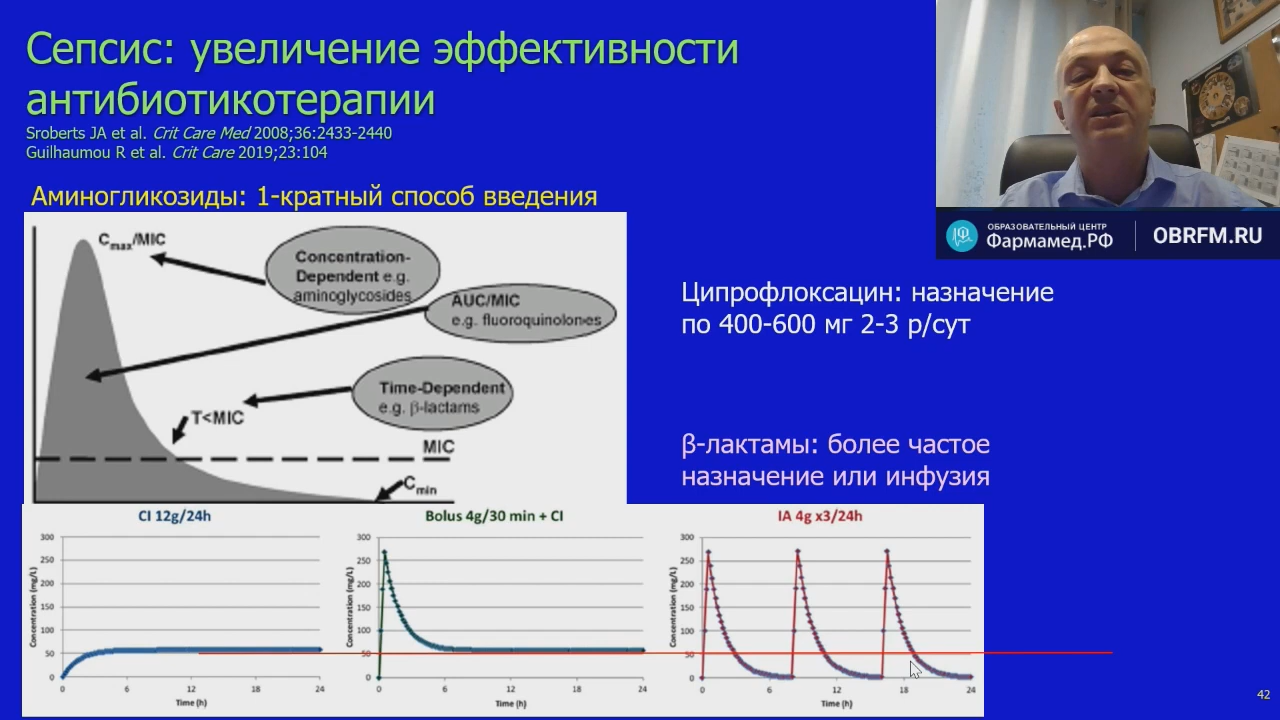 Сепсис: увеличение эффективности
антибиотикотерапии
Sroberts JA et al. Crit Care Med 2008;36:2433-2440
Guilhaumou R et al. Crit Care 2019;23:104
ОБРАЗОВАТЕЛЬНЫЙ ЦЕНТР
Фармамед.РФ
OBRFM.RU
Аминогликозиды: 1-кратный способ введения
Cmax/MIC
Concentration-
Dependent e.g.
aminoglycosides
AUC/MIC
e.g. fluoroquinolones
Time-Dependent
e.g. β-lactams
T<MIC
MIC
Cmin
Ципрофлоксацин: назначение
по 400-600 мг 2-3 р/сут
β-лактамы: более частое
назначение или инфузия
CI 12g/24h
300
250
200
150
100
50
0
Concentration (mg/L)
0 6 12 18 24
Time (h)
Bolus 4g/30 min + CI
300
250
200
150
100
50
0
Concentration (mg/L)
0 6 12 18 24
Time (h)
IA 4g x3/24h
300
250
200
150
100
50
0
Concentration (mg/L)
0 6 12 18 24
Time (h)
42